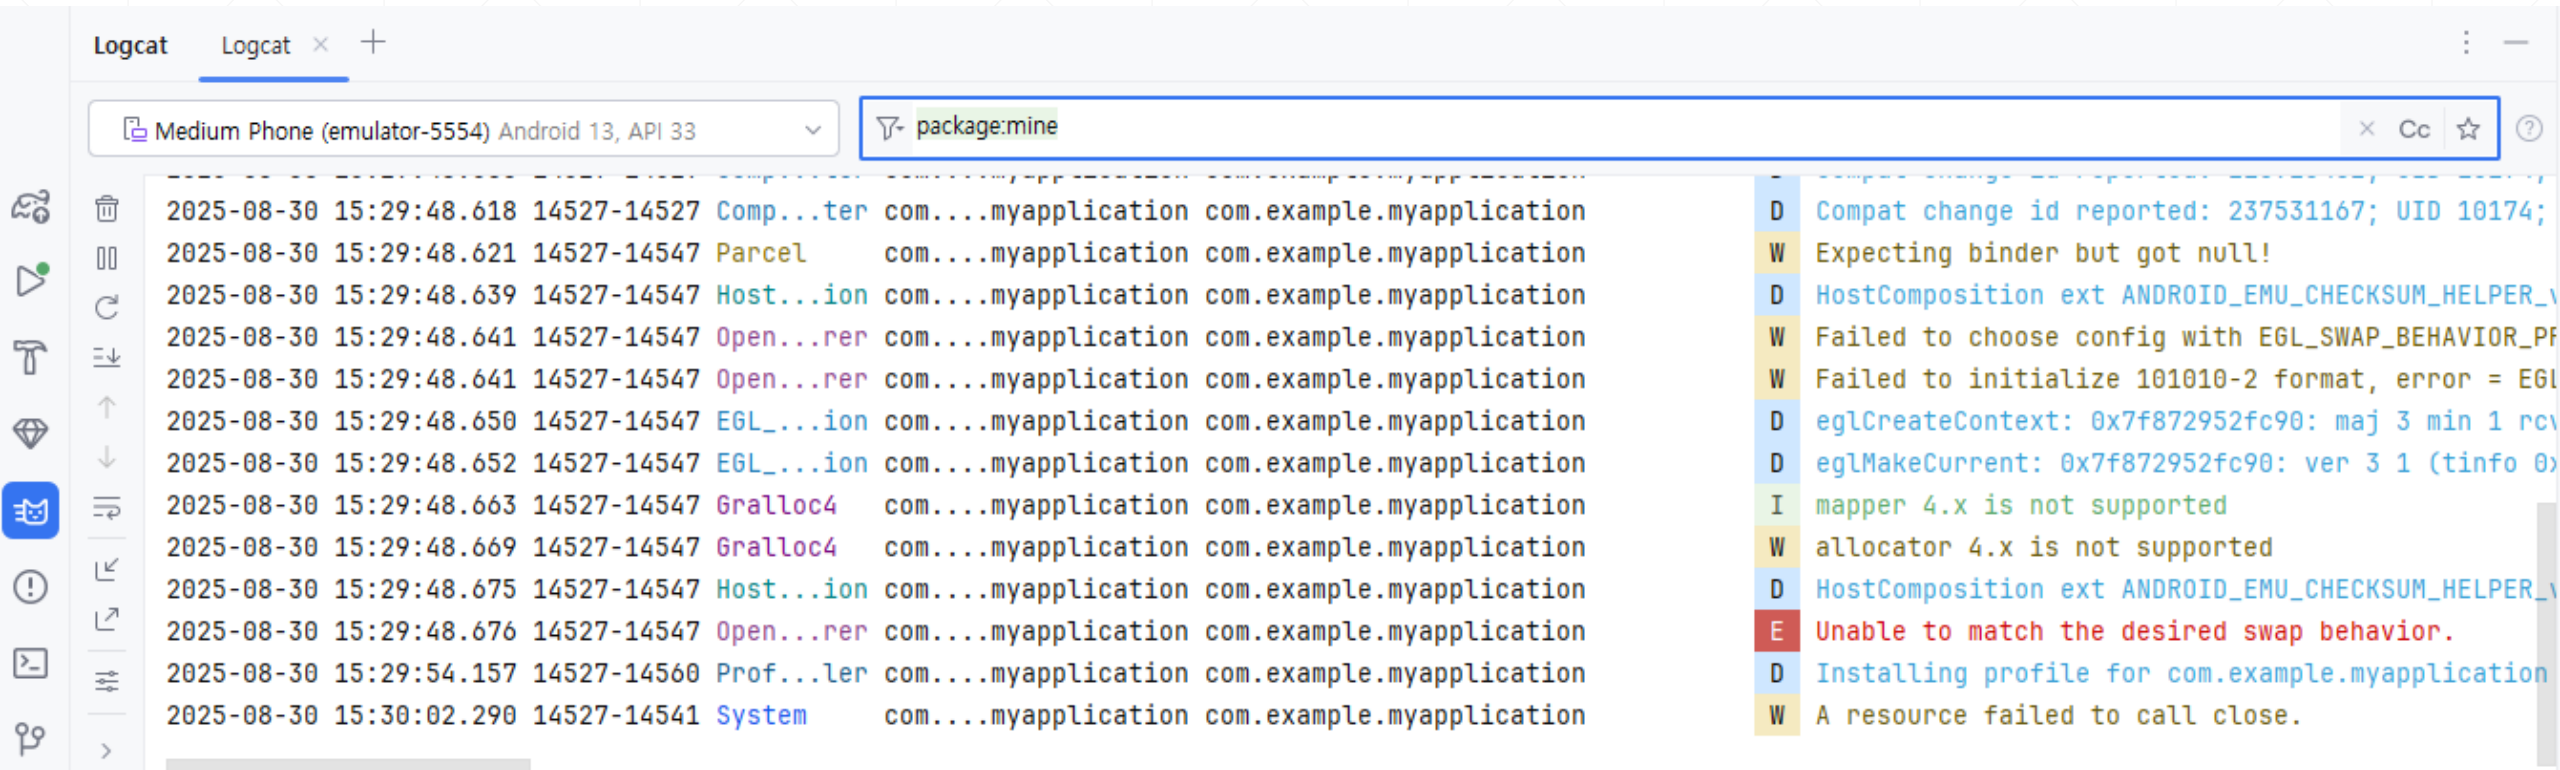 Logcat Logcat
Medium Phone (emulator-5554) Android 13, API 33 package:mine Cc
2025-08-30 15:29:48.618 14527-14527 Comp...ter com....myapplication com.example.myapplication D Compat change id reported: 237531167; UID 10174;
2025-08-30 15:29:48.621 14527-14547 Parcel com....myapplication com.example.myapplication W Expecting binder but got null!
2025-08-30 15:29:48.639 14527-14547 Host...ion com....myapplication com.example.myapplication D HostComposition ext ANDROID_EMU_CHECKSUM_HELPER_v
2025-08-30 15:29:48.641 14527-14547 Open...rer com....myapplication com.example.myapplication W Failed to choose config with EGL_SWAP_BEHAVIOR_PR
2025-08-30 15:29:48.641 14527-14547 Open...rer com....myapplication com.example.myapplication W Failed to initialize 101010-2 format, error = EGL
2025-08-30 15:29:48.650 14527-14547 EGL_...ion com....myapplication com.example.myapplication D eglCreateContext: 0x7f872952fc90: maj 3 min 1 rcv
2025-08-30 15:29:48.652 14527-14547 EGL_...ion com....myapplication com.example.myapplication D eglMakeCurrent: 0x7f872952fc90: ver 3 1 (tinfo 0x
2025-08-30 15:29:48.663 14527-14547 Gralloc4 com....myapplication com.example.myapplication I mapper 4.x is not supported
2025-08-30 15:29:48.669 14527-14547 Gralloc4 com....myapplication com.example.myapplication W allocator 4.x is not supported
2025-08-30 15:29:48.675 14527-14547 Host...ion com....myapplication com.example.myapplication D HostComposition ext ANDROID_EMU_CHECKSUM_HELPER_v
2025-08-30 15:29:48.676 14527-14547 Open...rer com....myapplication com.example.myapplication E Unable to match the desired swap behavior.
2025-08-30 15:29:54.157 14527-14560 Prof...ler com....myapplication com.example.myapplication D Installing profile for com.example.myapplication
2025-08-30 15:30:02.290 14527-14541 System com....myapplication com.example.myapplication W A resource failed to call close.